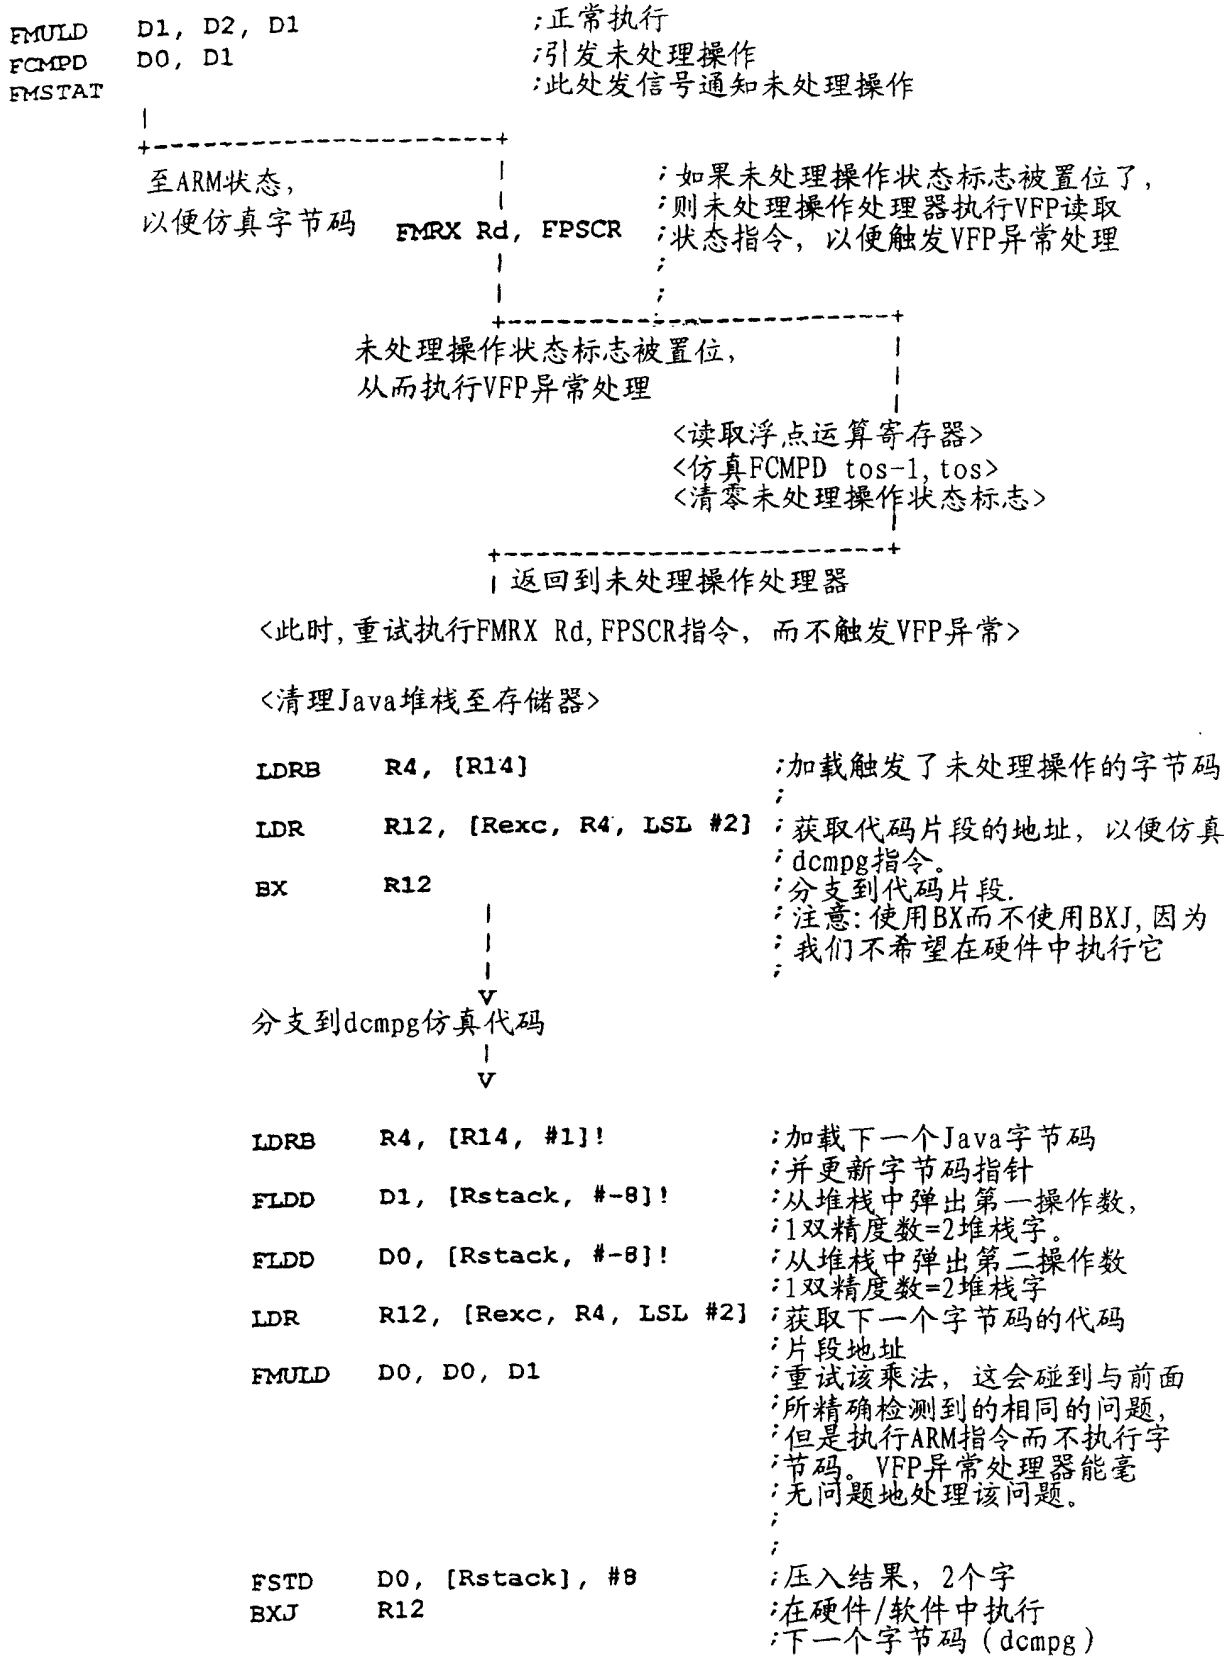 FMULD D1, D2, D1 ;正常执行
FCMPD D0, D1 ;引发未处理操作
FMSTAT ;此处发信号通知未处理操作
|
+----------------------+
至ARM状态, | ;如果未处理操作状态标志被置位了,
以便仿真字节码 | ;则未处理操作处理器执行VFP读取
FMRX Rd, FPSCR ;状态指令, 以便触发VFP异常处理
| ;
| ;
+-------------------------+
未处理操作状态标志被置位, |
从而执行VFP异常处理 |
|
<读取浮点运算寄存器>
<仿真FCMPD tos-1, tos>
<清零未处理操作状态标志>
|
+-------------------------+
| 返回到未处理操作处理器
<此时,重试执行FMRX Rd,FPSCR指令, 而不触发VFP异常>
<清理Java堆栈至存储器>
LDRB R4, [R14] ;加载触发了未处理操作的字节码
;
LDR R12, [Rexc, R4, LSL #2] ;获取代码片段的地址, 以便仿真
;dcmpg指令。
BX R12 ;分支到代码片段.
| ;注意:使用BX而不使用BXJ,因为
| ;我们不希望在硬件中执行它
| ;
V
分支到dcmpg仿真代码
|
V
LDRB R4, [R14, #1]! ;加载下一个Java字节码
;并更新字节码指针
FLDD D1, [Rstack, #-8]! ;从堆栈中弹出第一操作数,
;1双精度数=2堆栈字。
FLDD D0, [Rstack, #-8]! ;从堆栈中弹出第二操作数
;1双精度数=2堆栈字
LDR R12, [Rexc, R4, LSL #2] ;获取下一个字节码的代码
;片段地址
FMULD D0, D0, D1 ;重试该乘法, 这会碰到与前面
;所精确检测到的相同的问题,
;但是执行ARM指令而不执行字
;节码。VFP异常处理器能毫
;无问题地处理该问题。
;
;
FSTD D0, [Rstack], #8 ;压入结果, 2个字
BXJ R12 ;在硬件/软件中执行
;下一个字节码 (dcmpg)